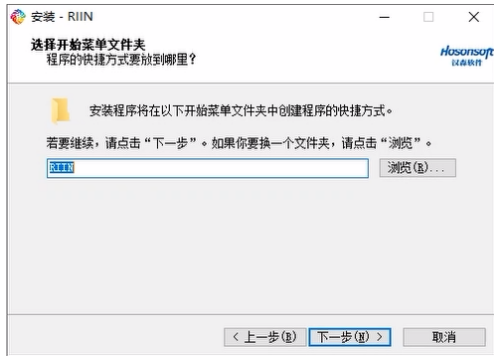 安装 - RIIN
选择开始菜单文件夹
程序的快捷方式要放到哪里？
Hosonsoft
汉森软件
安装程序将在以下开始菜单文件夹中创建程序的快捷方式。
若要继续，请点击“下一步”。如果你要换一个文件夹，请点击“浏览”。
RIIN
浏览(R)...
< 上一步(B)
下一步(N) >
取消